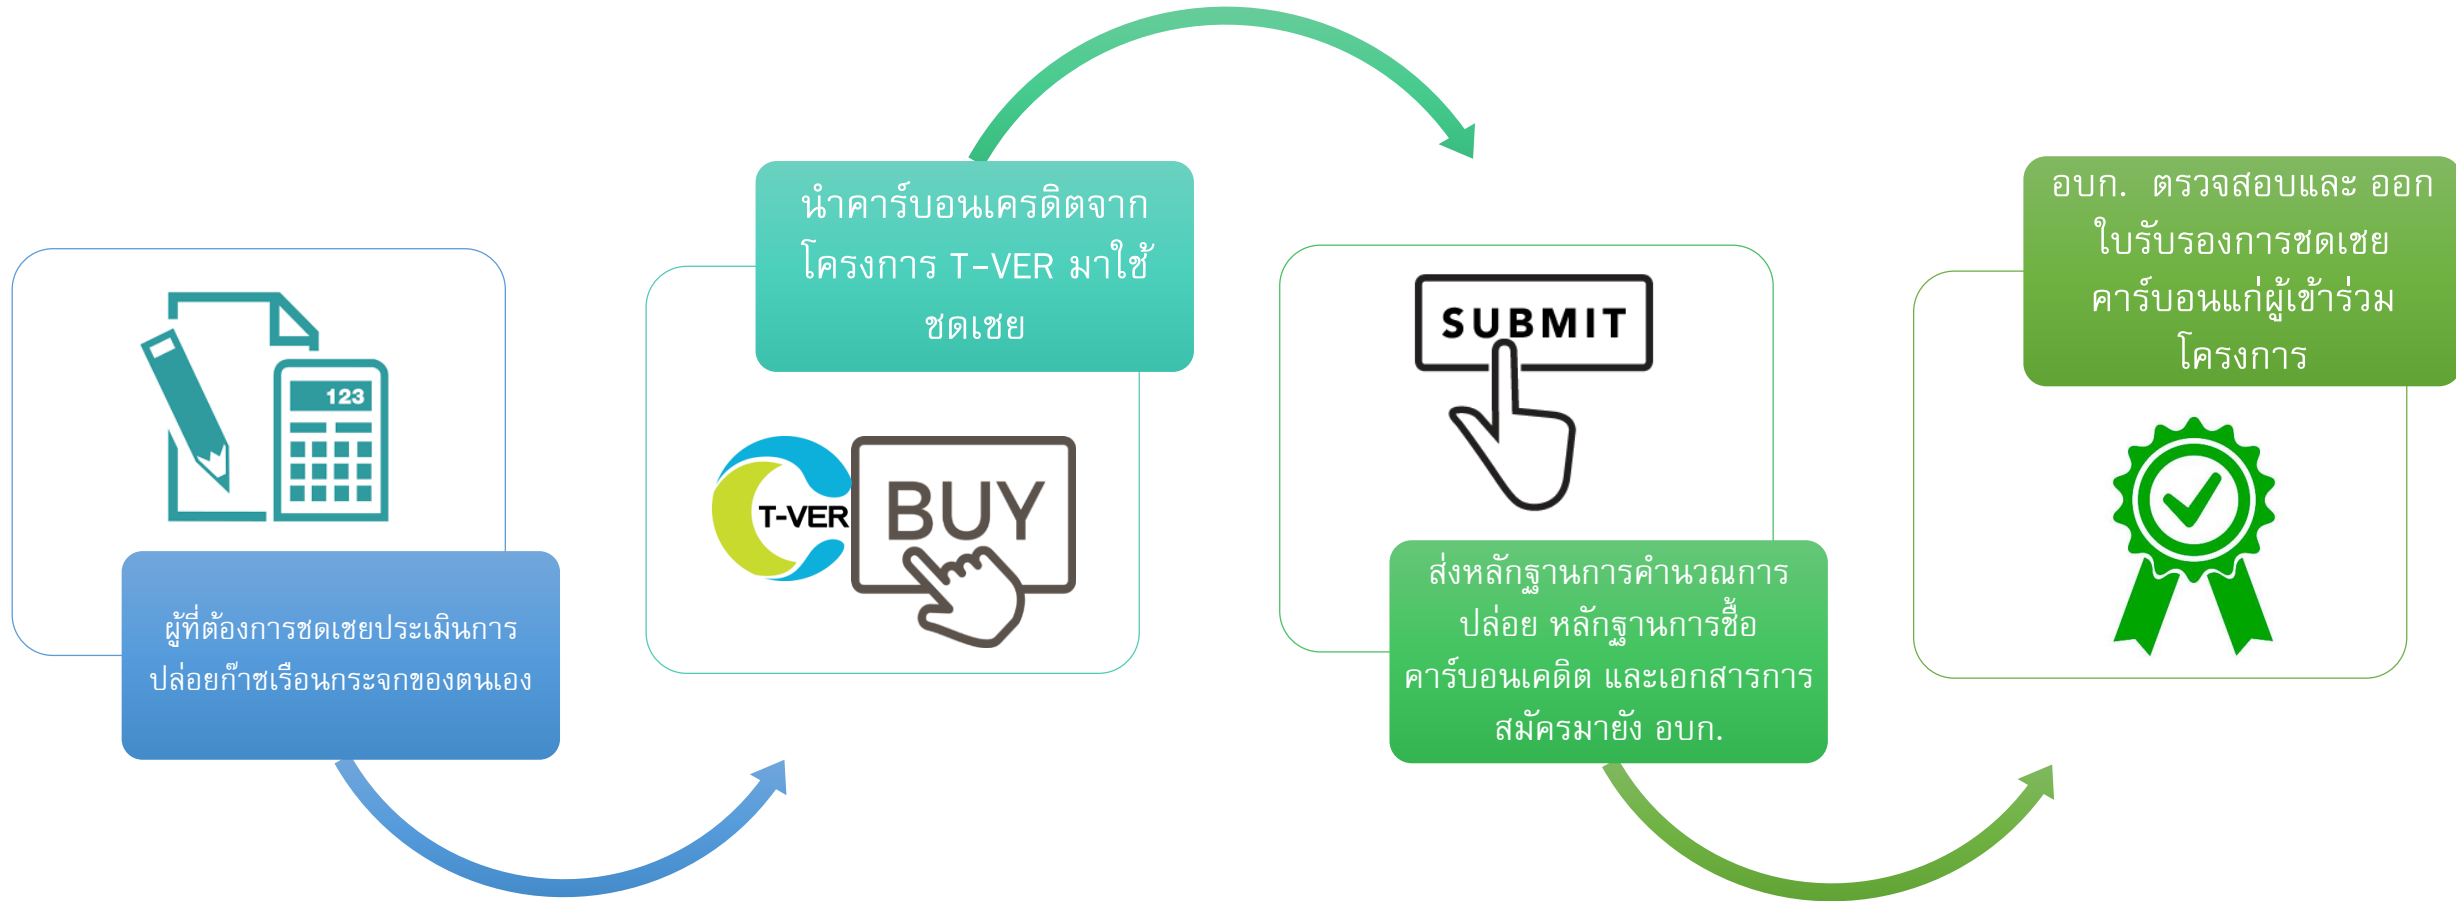 123
ผู้ที่ต้องการชดเชยประเมินการ
ปล่อยก๊าซเรือนกระจกของตนเอง
นำคาร์บอนเครดิตจาก
โครงการ T-VER มาใช้
ชดเชย
T-VER
BUY
SUBMIT
ส่งหลักฐานการคำนวณการ
ปล่อย หลักฐานการซื้อ
คาร์บอนเคดิต และเอกสารการ
สมัครมายัง อบก.
อบก. ตรวจสอบและ ออก
ใบรับรองการชดเชย
คาร์บอนแก่ผู้เข้าร่วม
โครงการ